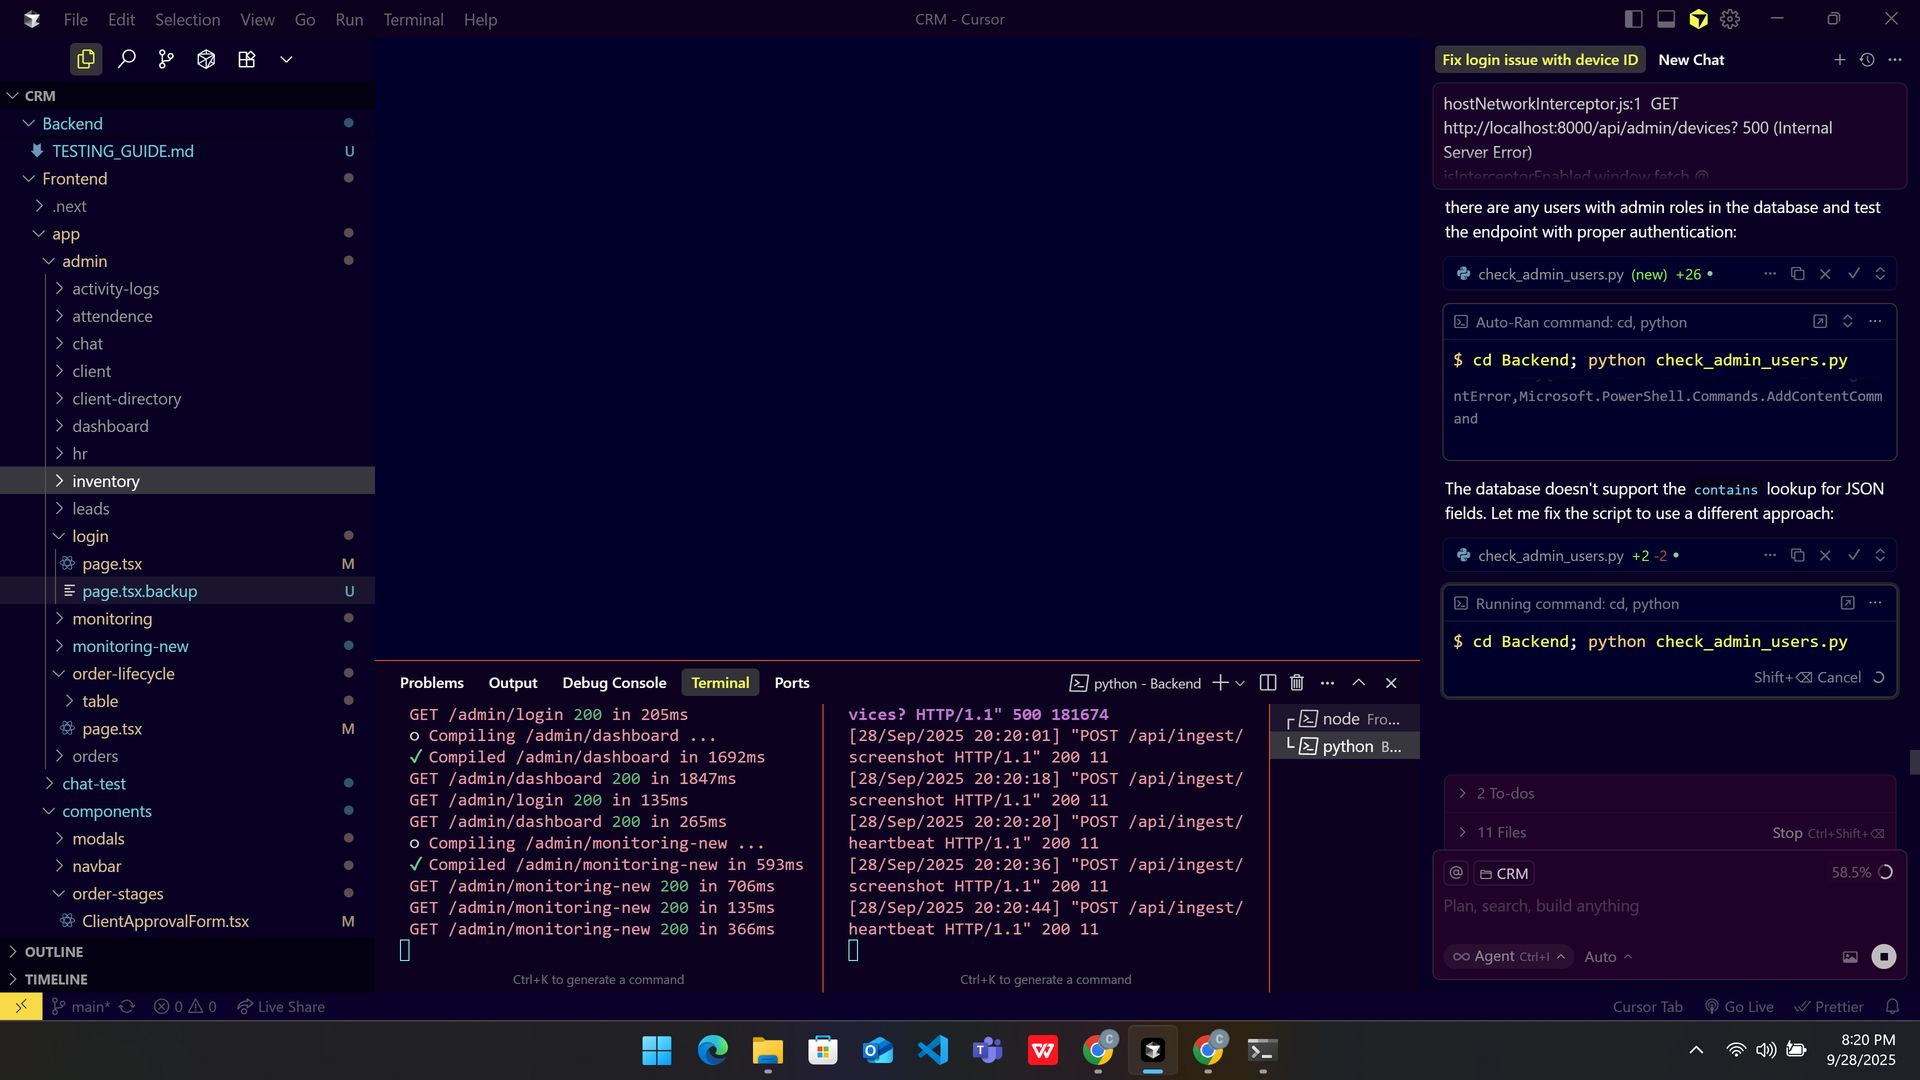 File Edit Selection View Go Run Terminal Help
CRM - Cursor
CRM
Backend
TESTING_GUIDE.md U
Frontend
.next
app
admin
activity-logs
attendence
chat
client
client-directory
dashboard
hr
inventory
leads
login
page.tsx M
page.tsx.backup U
monitoring
monitoring-new
order-lifecycle
table
page.tsx M
orders
chat-test
components
modals
navbar
order-stages
ClientApprovalForm.tsx M
OUTLINE
TIMELINE
Problems Output Debug Console Terminal Ports
python - Backend
GET /admin/login 200 in 205ms
○ Compiling /admin/dashboard ...
✓ Compiled /admin/dashboard in 1692ms
GET /admin/dashboard 200 in 1847ms
GET /admin/login 200 in 135ms
GET /admin/dashboard 200 in 265ms
○ Compiling /admin/monitoring-new ...
✓ Compiled /admin/monitoring-new in 593ms
GET /admin/monitoring-new 200 in 706ms
GET /admin/monitoring-new 200 in 135ms
GET /admin/monitoring-new 200 in 366ms
Ctrl+K to generate a command
vices? HTTP/1.1" 500 181674
[28/Sep/2025 20:20:01] "POST /api/ingest/
screenshot HTTP/1.1" 200 11
[28/Sep/2025 20:20:18] "POST /api/ingest/
screenshot HTTP/1.1" 200 11
[28/Sep/2025 20:20:20] "POST /api/ingest/
heartbeat HTTP/1.1" 200 11
[28/Sep/2025 20:20:36] "POST /api/ingest/
screenshot HTTP/1.1" 200 11
[28/Sep/2025 20:20:44] "POST /api/ingest/
heartbeat HTTP/1.1" 200 11
Ctrl+K to generate a command
node Fro...
python B...
Fix login issue with device ID New Chat
hostNetworkInterceptor.js:1 GET
http://localhost:8000/api/admin/devices? 500 (Internal
Server Error)
isInterceptorEnabled.window.fetch @
there are any users with admin roles in the database and test
the endpoint with proper authentication:
check_admin_users.py (new) +26
Auto-Ran command: cd, python
$ cd Backend; python check_admin_users.py
ntError,Microsoft.PowerShell.Commands.AddContentComm
and
The database doesn't support the contains lookup for JSON
fields. Let me fix the script to use a different approach:
check_admin_users.py +2 -2
Running command: cd, python
$ cd Backend; python check_admin_users.py
Shift+⌫ Cancel
2 To-dos
11 Files Stop Ctrl+Shift+⌫
@ CRM 58.5%
Plan, search, build anything
Agent Ctrl+I Auto
main* 0 0 Live Share
Cursor Tab Go Live Prettier
8:20 PM
9/28/2025